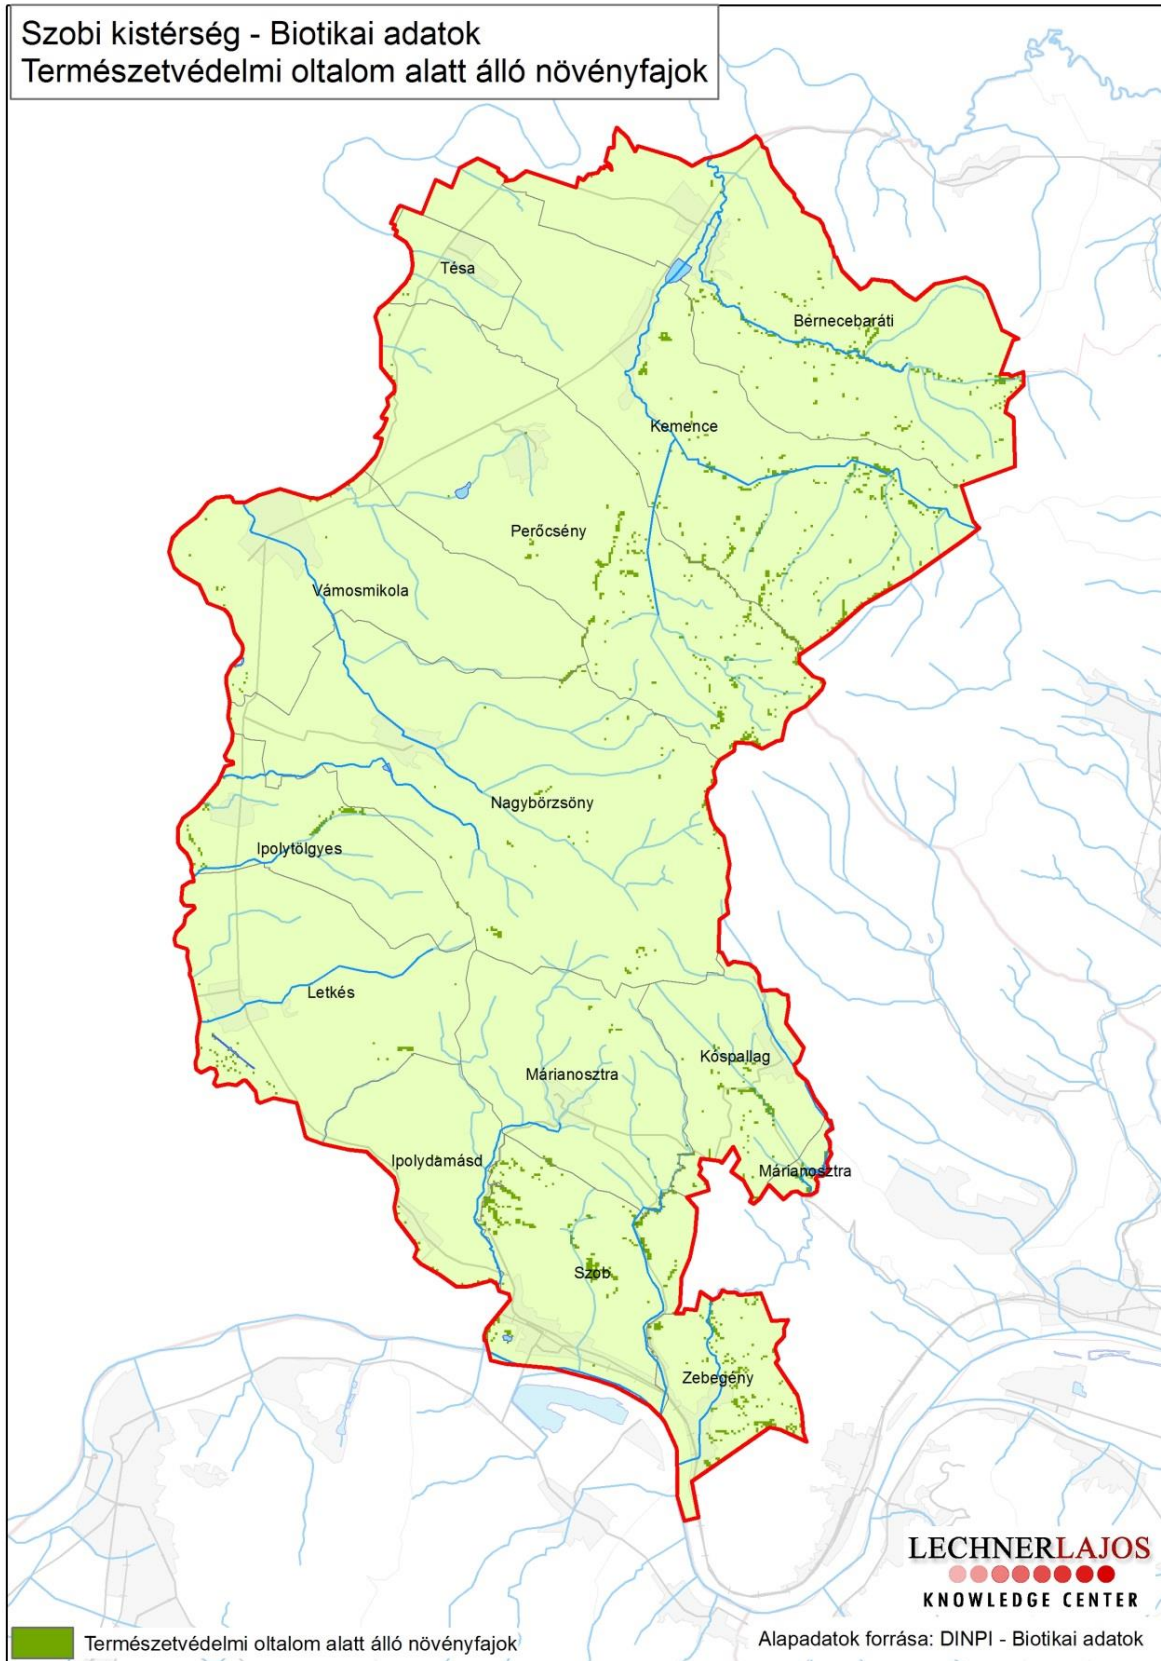 Szobi kistérség - Biotikai adatok
Természetvédelmi oltalom alatt álló növényfajok
Tésa
Bernecebaráti
Kemence
Perőcsény
Vámosmikola
Nagybörzsöny
Ipolytölgyes
Letkés
Kóspallag
Márianosztra
Ipolydamásd
Márianosztra
Szob
Zebegény
LECHNERLAJOS
KNOWLEDGE CENTER
Természetvédelmi oltalom alatt álló növényfajok
Alapadatok forrása: DINPI - Biotikai adatok